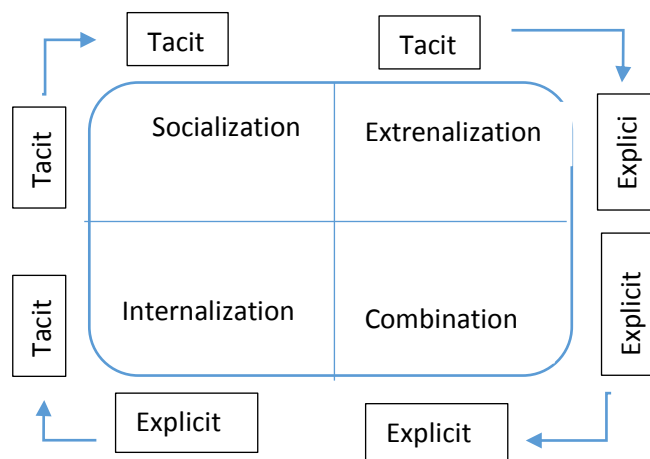 Tacit
Tacit
Tacit
Socialization
Extrenalization
Explici
Tacit
Internalization
Combination
Explicit
Explicit
Explicit